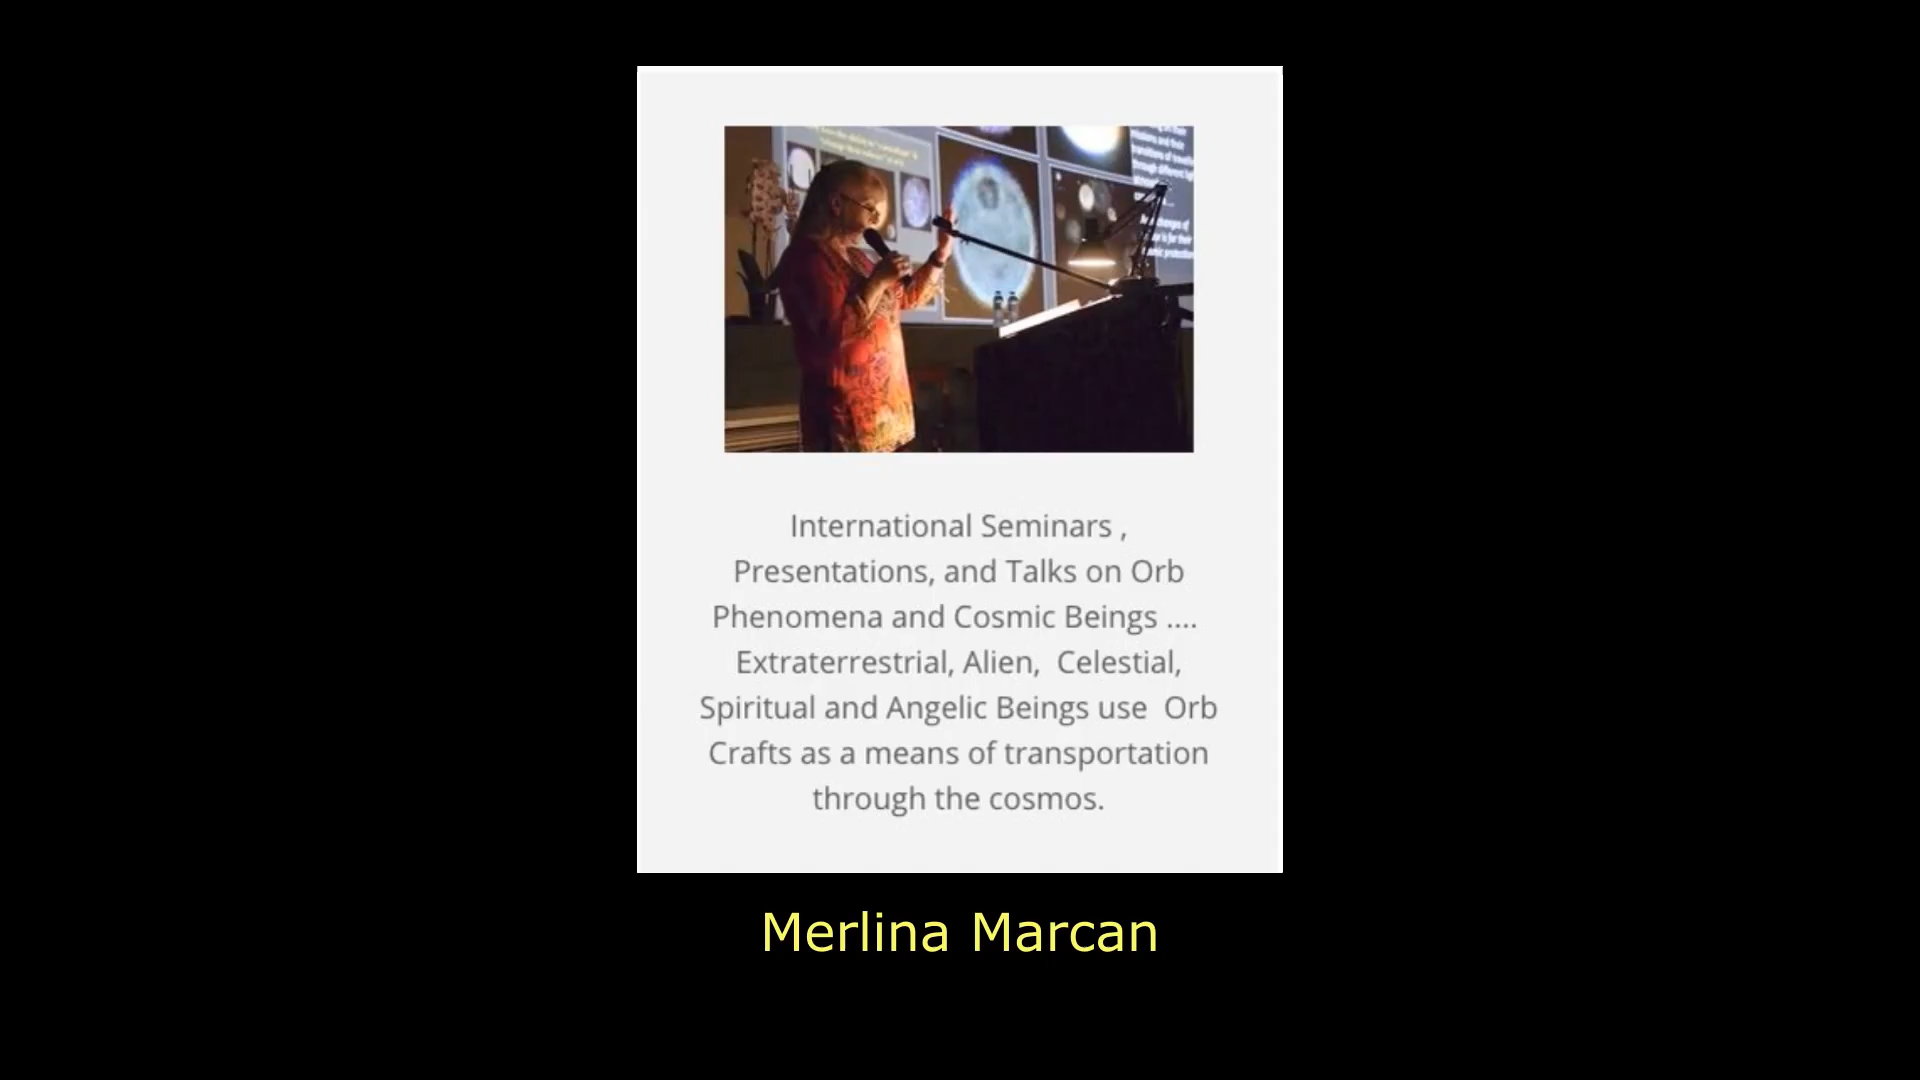 International Seminars ,
Presentations, and Talks on Orb
Phenomena and Cosmic Beings ....
Extraterrestrial, Alien,  Celestial,
Spiritual and Angelic Beings use  Orb
Crafts as a means of transportation
through the cosmos.
Merlina Marcan